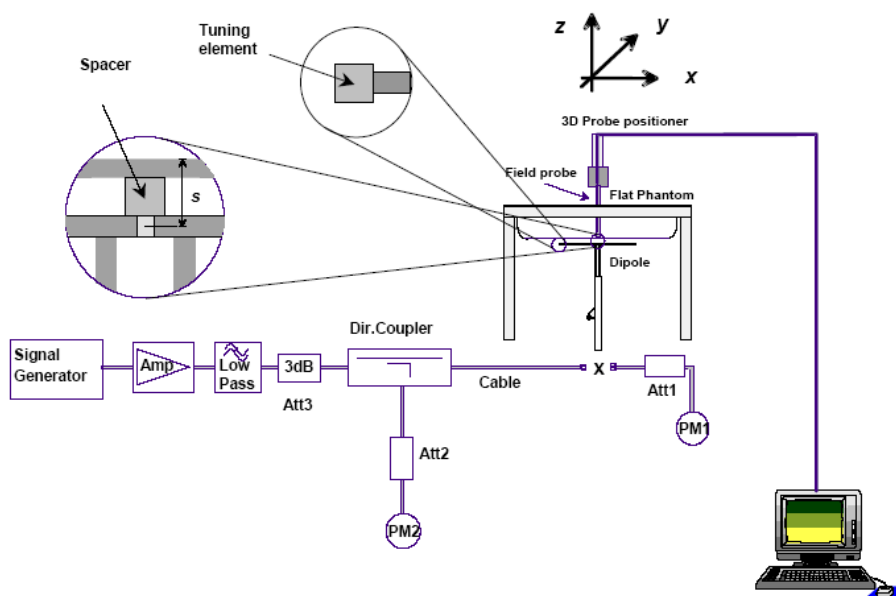 Tuning
element
Spacer
s
z
y
x
3D Probe positioner
Field probe
Flat Phantom
Dipole
Dir.Coupler
Signal
Generator
Amp
Low
Pass
3dB
Att3
Cable
X
Att1
PM1
Att2
PM2